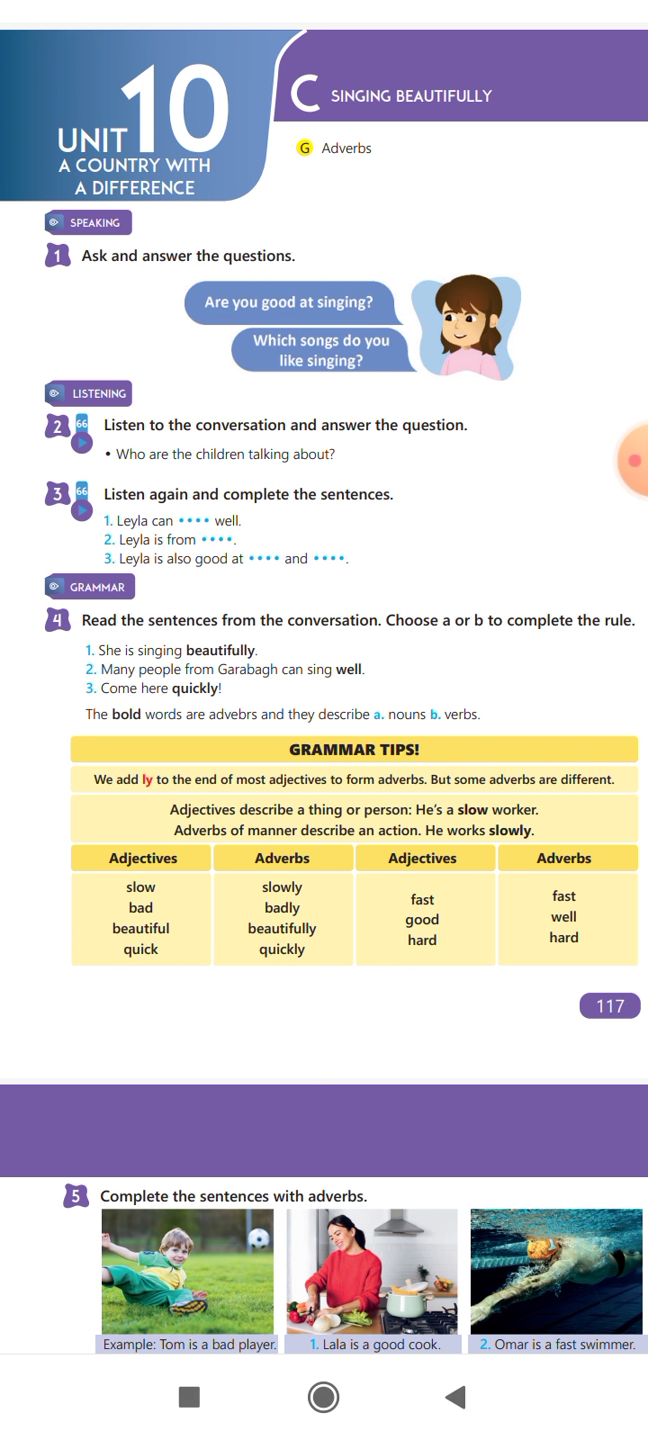 UNIT 10
A COUNTRY WITH
A DIFFERENCE
C SINGING BEAUTIFULLY
G Adverbs
SPEAKING
1 Ask and answer the questions.
Are you good at singing?
Which songs do you
like singing?
LISTENING
2 66 Listen to the conversation and answer the question.
• Who are the children talking about?
3 66 Listen again and complete the sentences.
1. Leyla can •••• well.
2. Leyla is from ••••.
3. Leyla is also good at •••• and ••••.
GRAMMAR
4 Read the sentences from the conversation. Choose a or b to complete the rule.
1. She is singing beautifully.
2. Many people from Garabagh can sing well.
3. Come here quickly!
The bold words are advebrs and they describe a. nouns b. verbs.
GRAMMAR TIPS!
We add ly to the end of most adjectives to form adverbs. But some adverbs are different.
Adjectives describe a thing or person: He's a slow worker.
Adverbs of manner describe an action. He works slowly.
Adjectives Adverbs Adjectives Adverbs
slow slowly fast fast
bad badly good well
beautiful beautifully hard hard
quick quickly
117
5 Complete the sentences with adverbs.
Example: Tom is a bad player. 1. Lala is a good cook. 2. Omar is a fast swimmer.